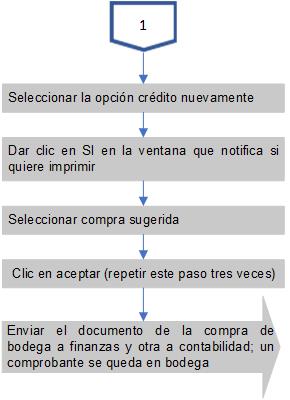 1
Seleccionar la opción crédito nuevamente
Dar clic en SI en la ventana que notifica si
quiere imprimir
Seleccionar compra sugerida
Clic en aceptar (repetir este paso tres veces)
Enviar el documento de la compra de
bodega a finanzas y otra a contabilidad; un
comprobante se queda en bodega